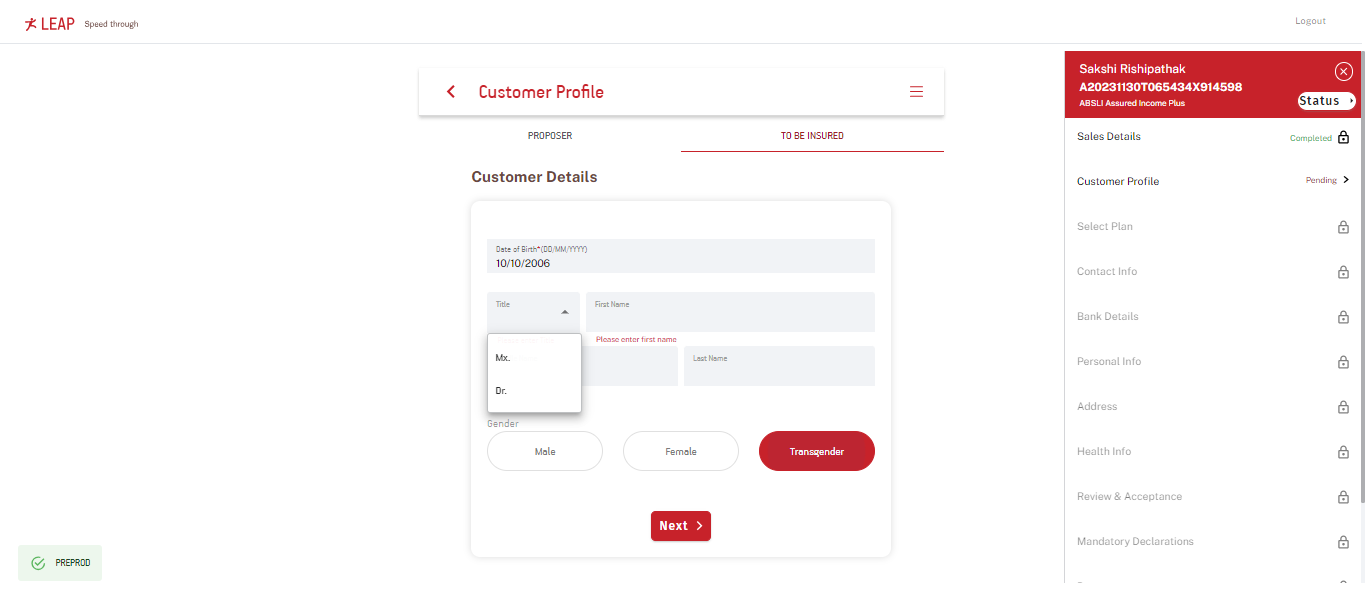 LEAP Speed through
Logout
Customer Profile
PROPOSER TO BE INSURED
Customer Details
Date of Birth*(DD/MM/YYYY)
10/10/2006
Title First Name
Please enter first name
Mx.
Last Name
Dr.
Gender
Male Female Transgender
Next
PREPROD
Sakshi Rishipathak
A20231130T065434X914598
ABSLI Assured Income Plus
Status
Sales Details Completed
Customer Profile Pending
Select Plan
Contact Info
Bank Details
Personal Info
Address
Health Info
Review & Acceptance
Mandatory Declarations